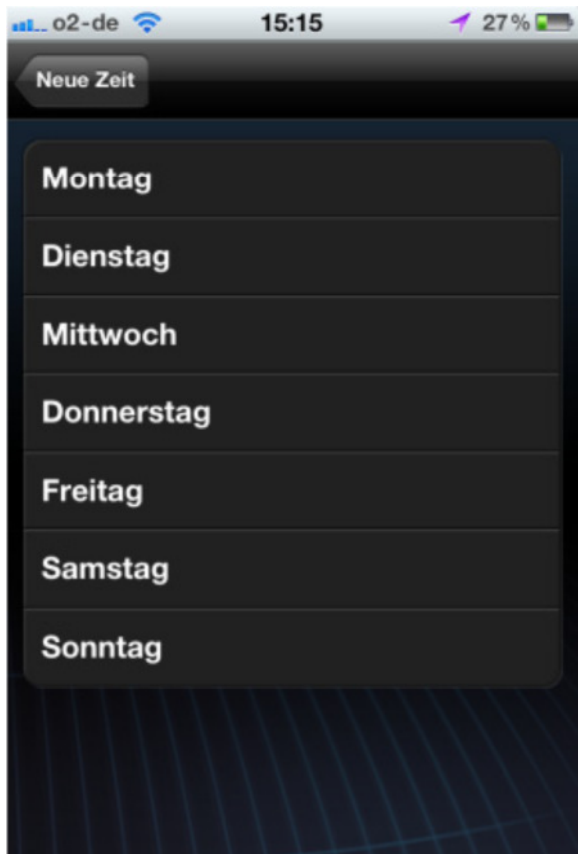 o2-de 15:15 27%
Neue Zeit
Montag
Dienstag
Mittwoch
Donnerstag
Freitag
Samstag
Sonntag